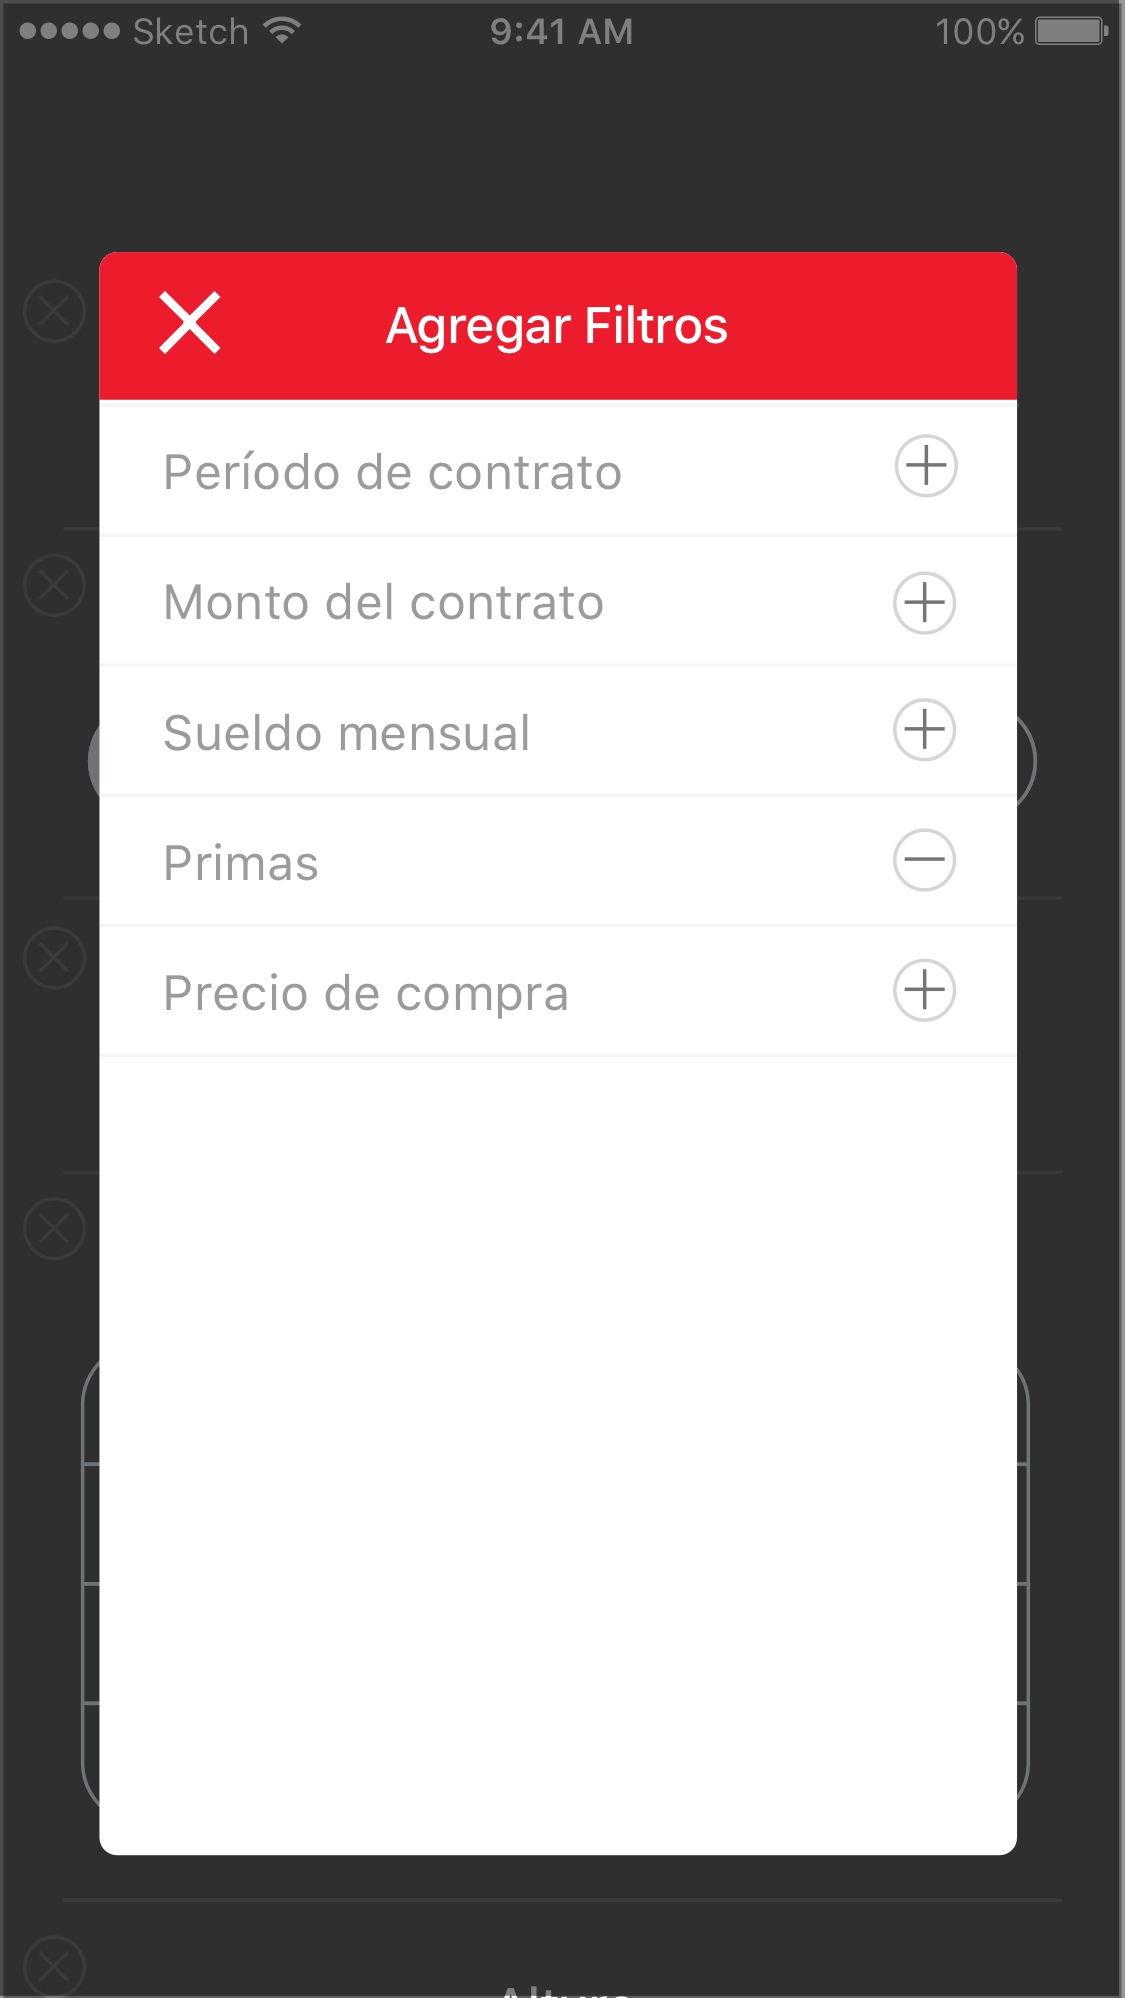 Sketch 9:41 AM 100%
Agregar Filtros
Período de contrato
Monto del contrato
Sueldo mensual
Primas
Precio de compra